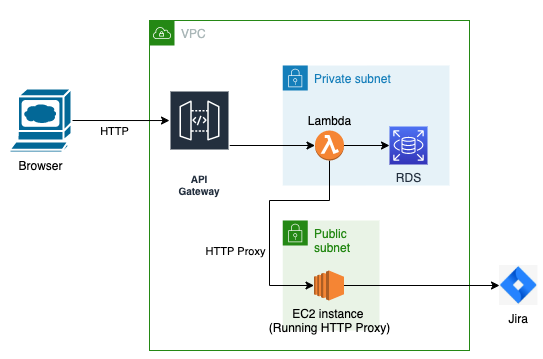 VPC
Private subnet
Lambda
HTTP
Browser
API
Gateway
RDS
Public
subnet
HTTP Proxy
EC2 instance
(Running HTTP Proxy)
Jira